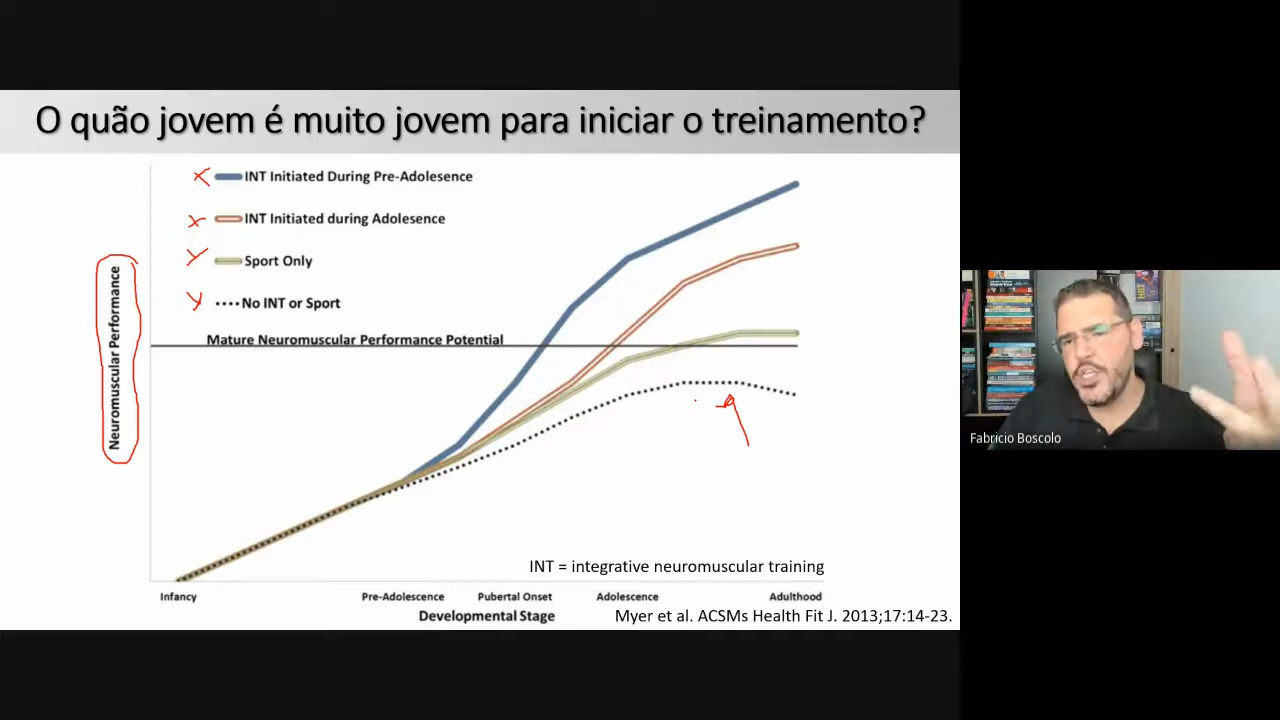 O quão jovem é muito jovem para iniciar o treinamento?
INT Initiated During Pre-Adolesence
INT Initiated during Adolesence
Sport Only
No INT or Sport
Mature Neuromuscular Performance Potential
Neuromuscular Performance
INT = integrative neuromuscular training
Infancy
Pre-Adolescence
Pubertal Onset
Adolescence
Adulthood
Developmental Stage
Myer et al. ACSMs Health Fit J. 2013;17:14-23.
Fabricio Boscolo